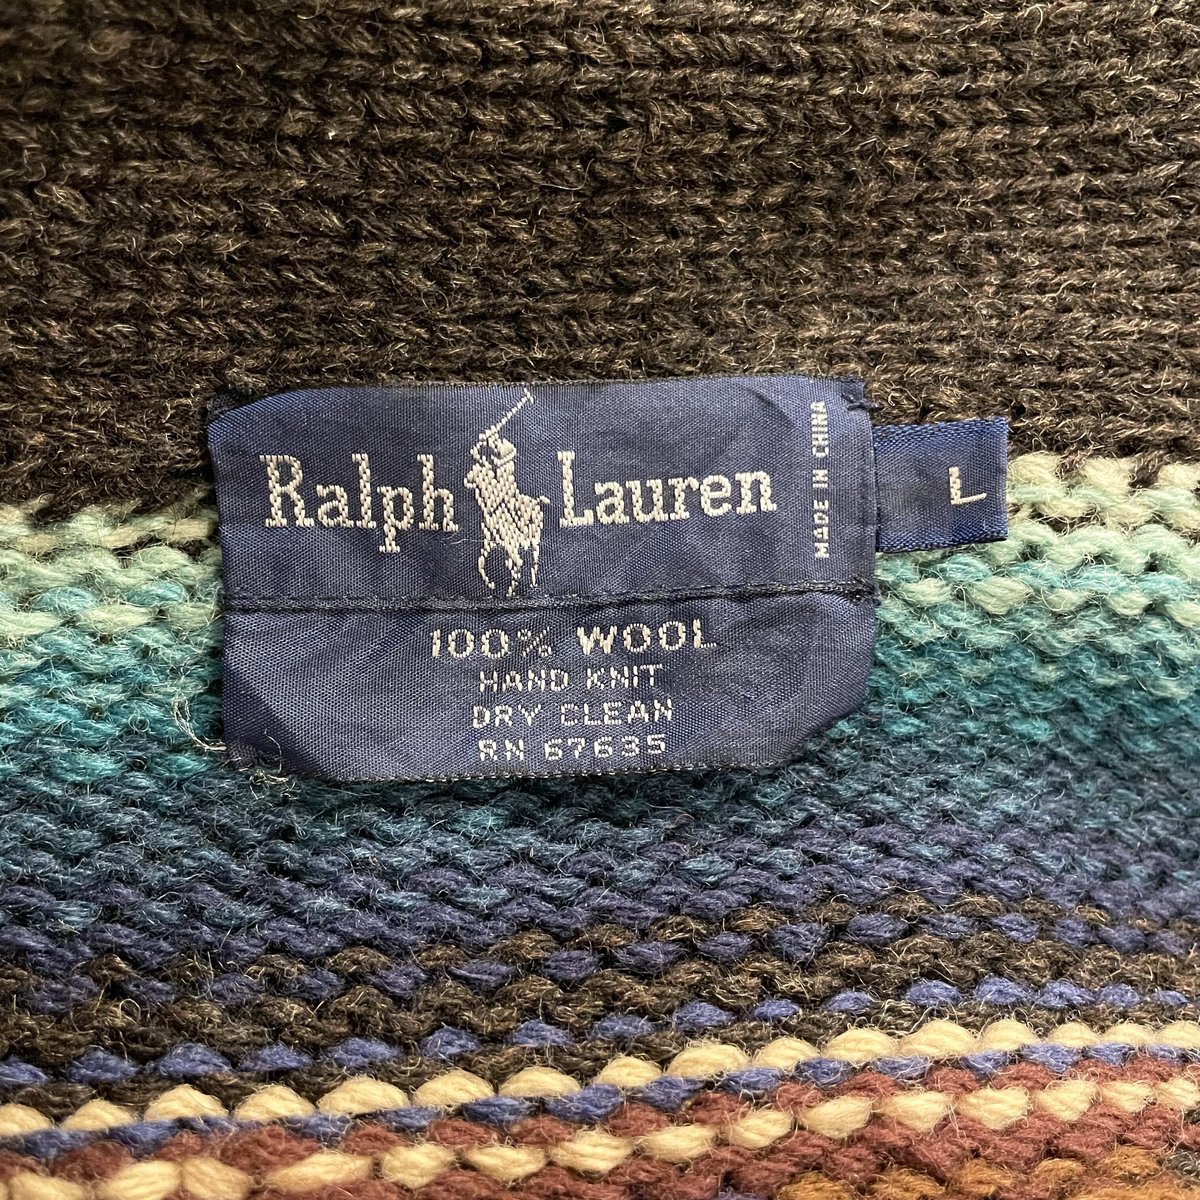 Ralph Lauren
MADE IN CHINA
L
100% WOOL
HAND KNIT
DRY CLEAN
RN 67635